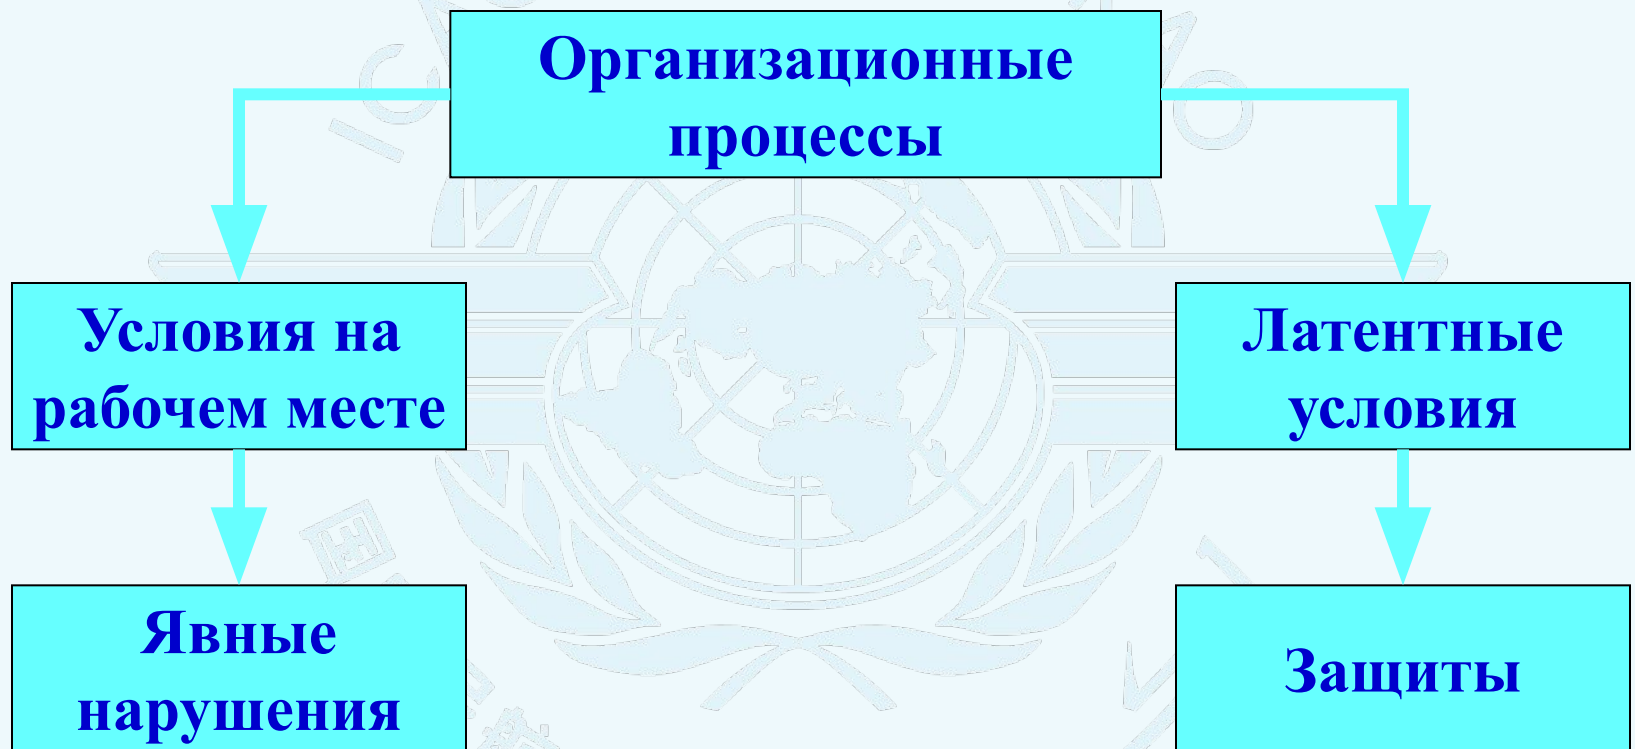 Организационные
процессы
Условия на
рабочем месте
Латентные
условия
Явные
нарушения
Защиты